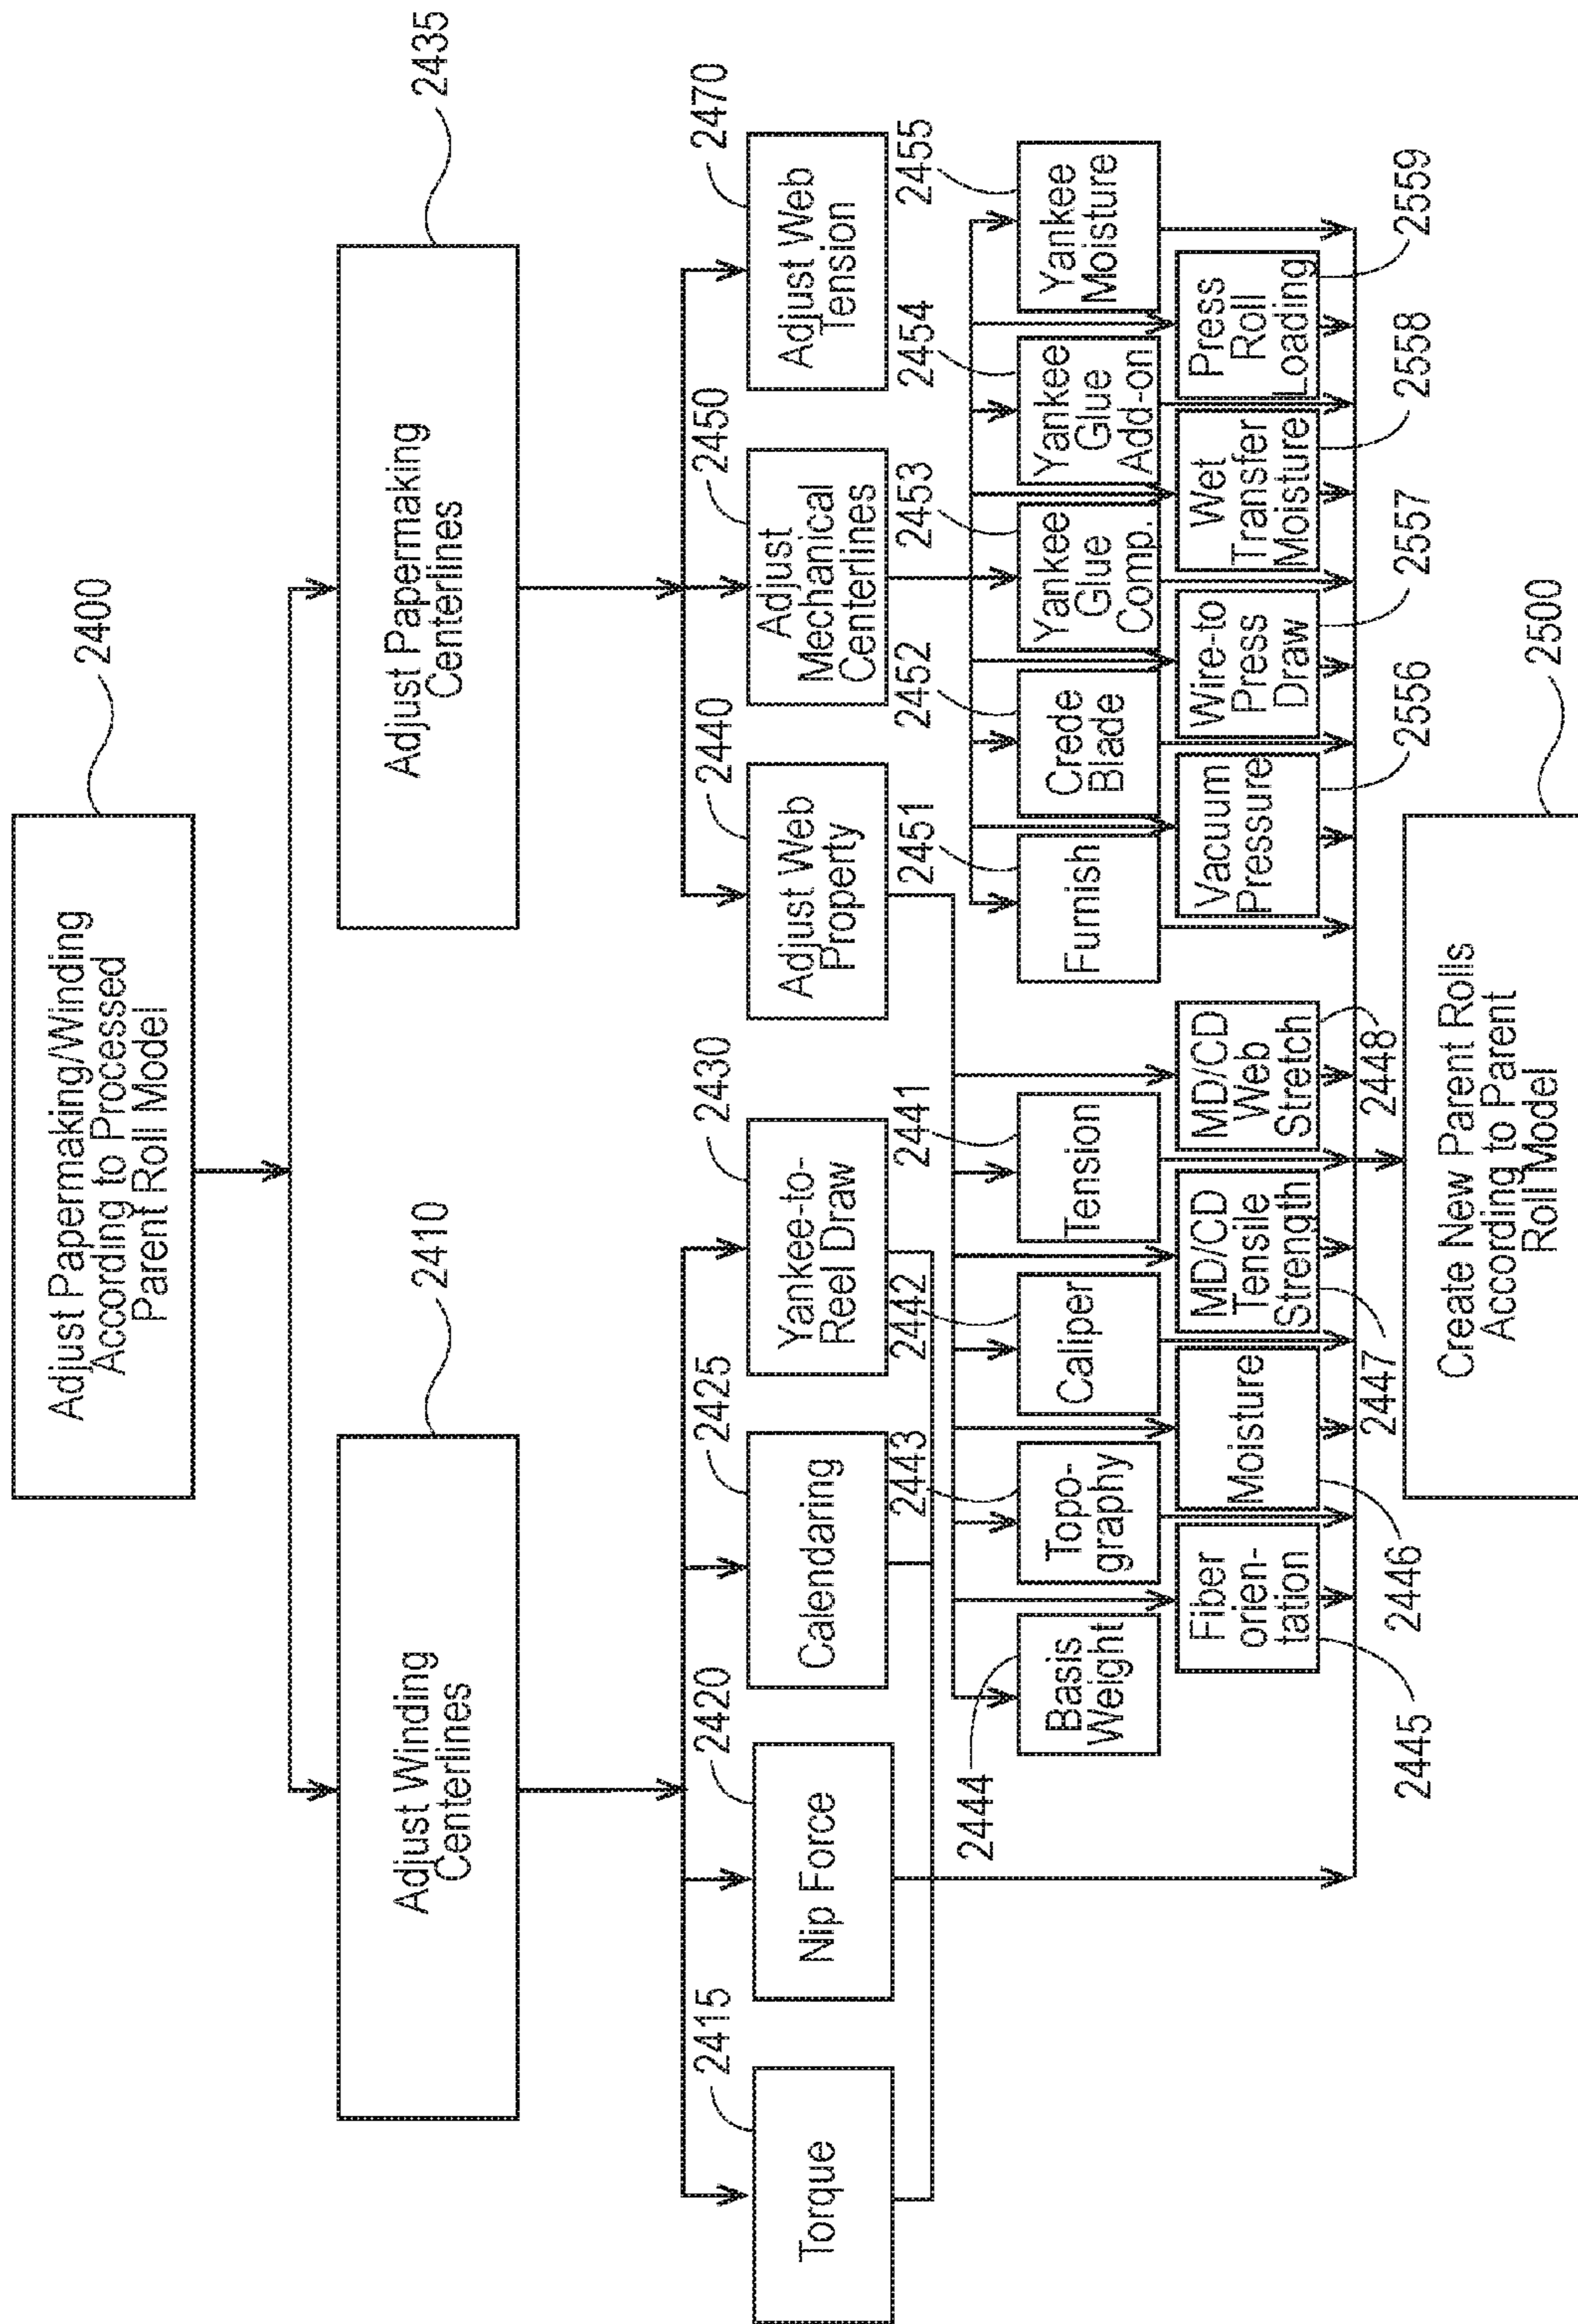 Adjust Papermaking/Winding
According to Processed
Parent Roll Model
2400
Adjust Winding
Centerlines
2410
Adjust Papermaking
Centerlines
2435
Torque
2415
Nip Force
2420
Calendaring
2425
Yankee-to-
Reel Draw
2430
Adjust Web
Property
2440
Adjust
Mechanical
Centerlines
2450
Adjust Web
Tension
2470
Basis
Weight
2444
Topo-
graphy
2443
Caliper
2442
Tension
2441
Furnish
2451
Crede
Blade
2452
Yankee
Glue
Comp.
2453
Yankee
Glue
Add-on
2454
Yankee
Moisture
2455
Fiber
orien-
tation
2445
Moisture
2446
MD/CD
Tensile
Strength
2447
MD/CD
Web
Stretch
2448
Vacuum
Pressure
2556
Wire-to
Press
Draw
2557
Wet
Transfer
Moisture
2558
Press
Roll
Loading
2559
Create New Parent Rolls
According to Parent
Roll Model
2500